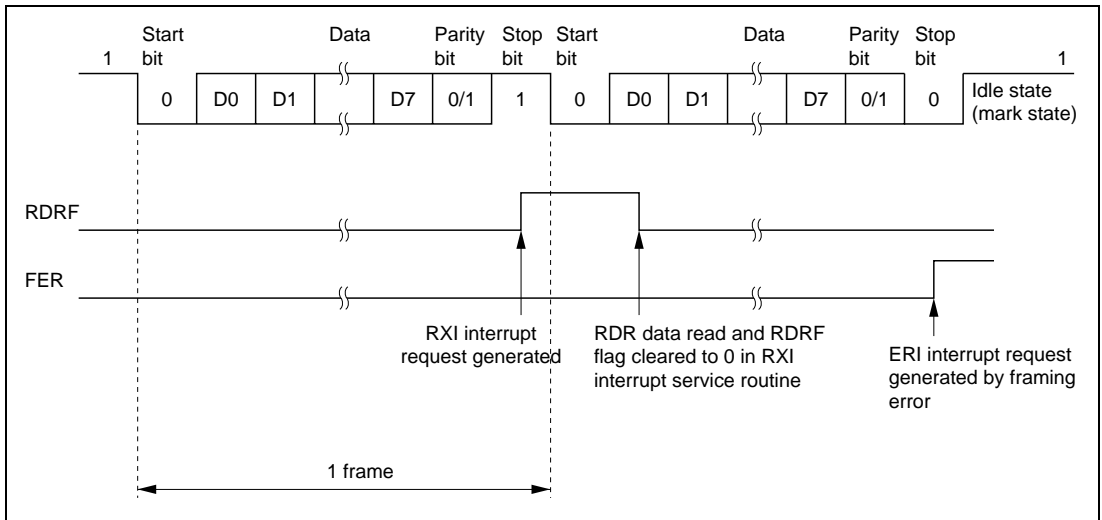 Start bit
Data
Parity bit
Stop bit
Start bit
Data
Parity bit
Stop bit
1
1
0 D0 D1 D7 0/1 1 0 D0 D1 D7 0/1 0
Idle state
(mark state)
RDRF
FER
RXI interrupt
request generated
RDR data read and RDRF
flag cleared to 0 in RXI
interrupt service routine
ERI interrupt request
generated by framing
error
1 frame